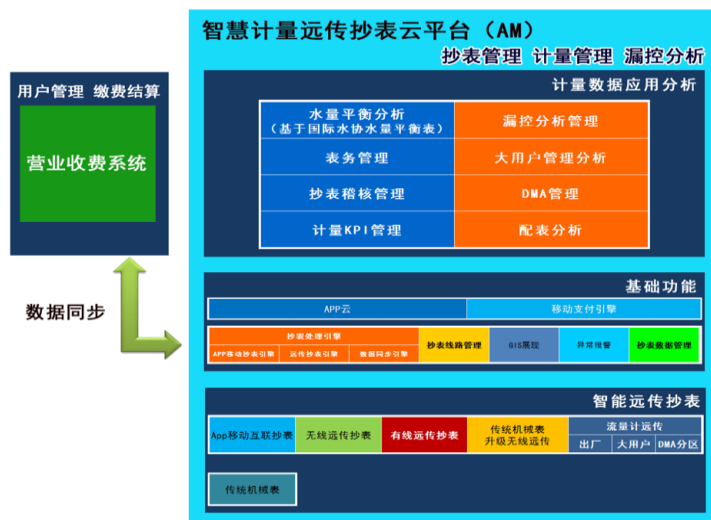 智慧计量远传抄表云平台（AM）
抄表管理 计量管理 漏控分析
用户管理 缴费结算
营业收费系统
数据同步
计量数据应用分析
水量平衡分析
（基于国际水协水量平衡表）
漏控分析管理
表务管理
大用户管理分析
抄表稽核管理
DMA管理
计量KPI管理
配表分析
基础功能
APP云
移动支付引擎
抄表处理引擎
APP移动抄表引擎
远传抄表引擎
数据同步引擎
抄表线路管理
GIS展现
异常报警
抄表数据管理
智能远传抄表
App移动互联抄表
无线远传抄表
有线远传抄表
传统机械表
升级无线远传
流量计远传
出厂
大用户
DMA分区
传统机械表